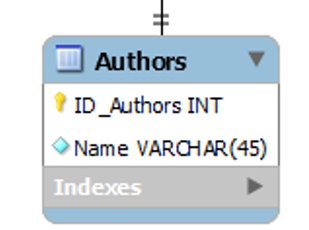 Authors
ID_Authors INT
Name VARCHAR(45)
Indexes